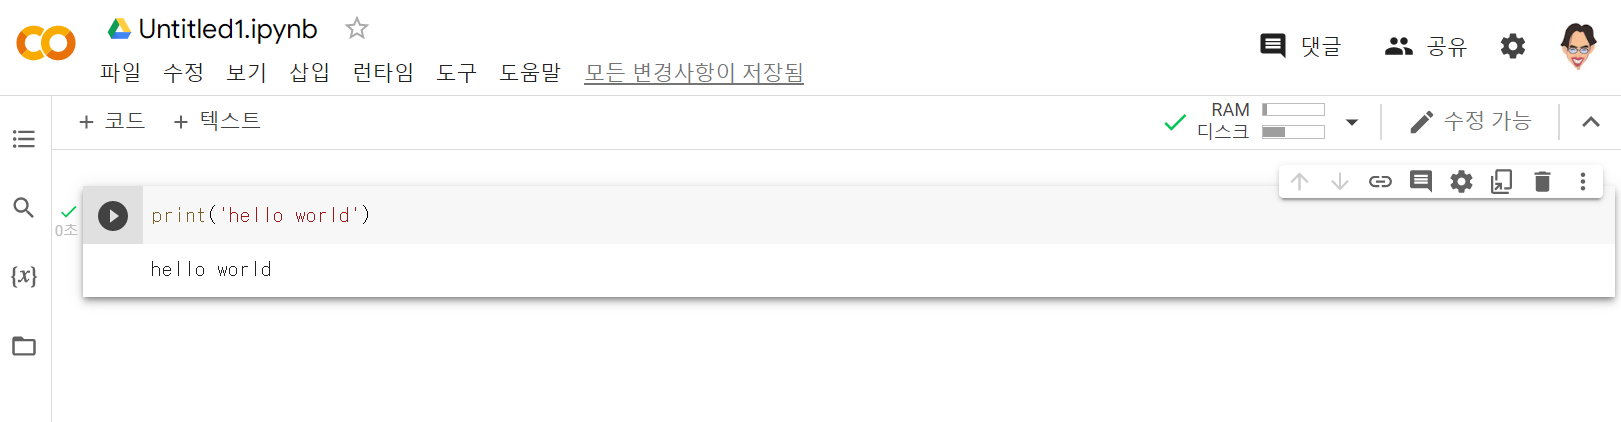 Untitled1.ipynb
파일 수정 보기 삽입 런타임 도구 도움말 모든 변경사항이 저장됨
댓글 공유
+ 코드 + 텍스트
RAM
디스크
수정 가능
print('hello world')
0초
hello world
{x}